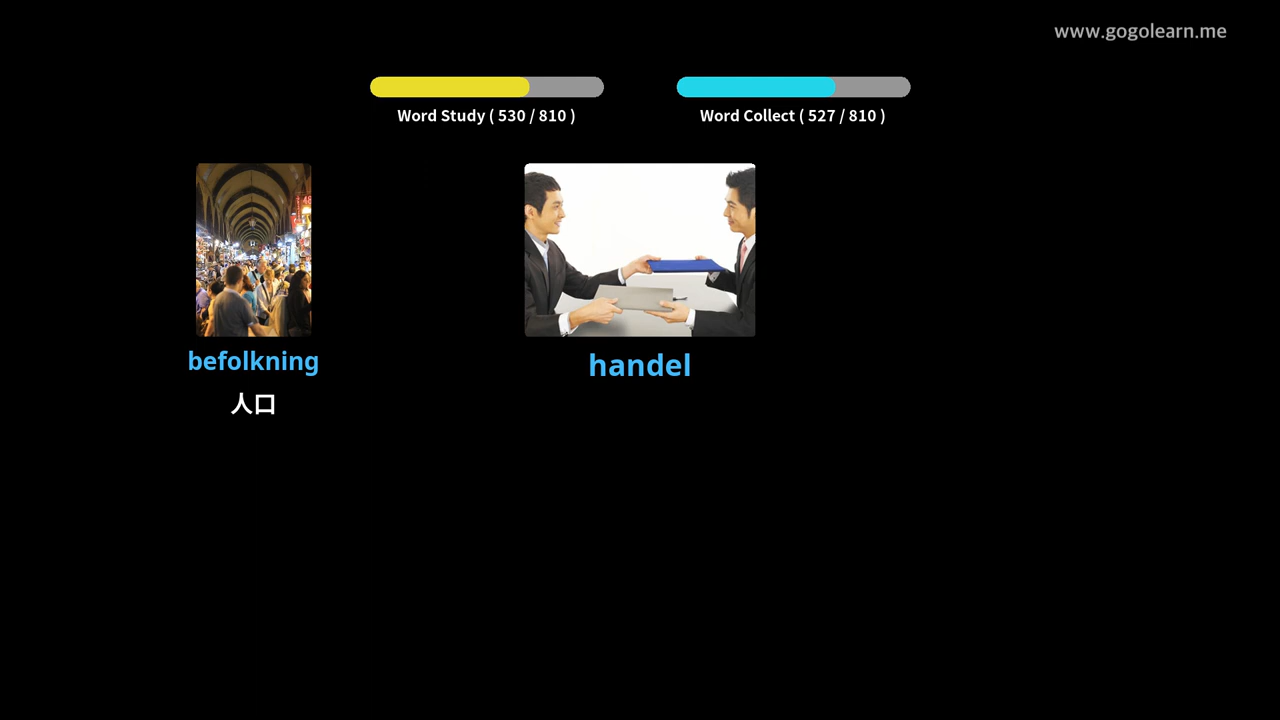 www.gogolearn.me
Word Study ( 530 / 810 )
Word Collect ( 527 / 810 )
befolkning
人口
handel